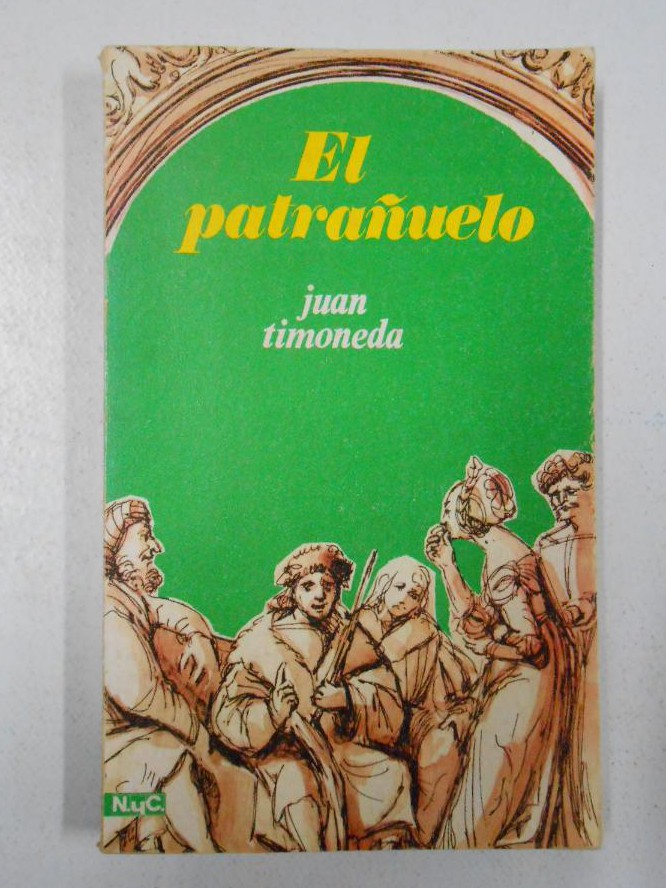 El
patrañuelo
juan
timoneda
N.yC.